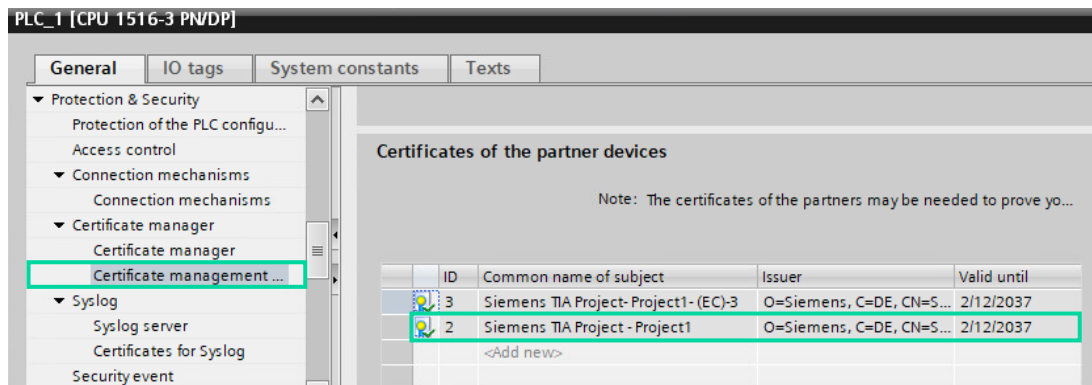 PLC_1 [CPU 1516-3 PN/DP]
General IO tags System constants Texts
Protection & Security
Protection of the PLC configu...
Access control
Connection mechanisms
Connection mechanisms
Certificate manager
Certificate manager
Certificate management ...
Syslog
Syslog server
Certificates for Syslog
Security event
Certificates of the partner devices
Note: The certificates of the partners may be needed to prove yo...
ID Common name of subject Issuer Valid until
3 Siemens TIA Project- Project1- (EC)-3 O=Siemens, C=DE, CN=S... 2/12/2037
2 Siemens TIA Project - Project1 O=Siemens, C=DE, CN=S... 2/12/2037
<Add new>